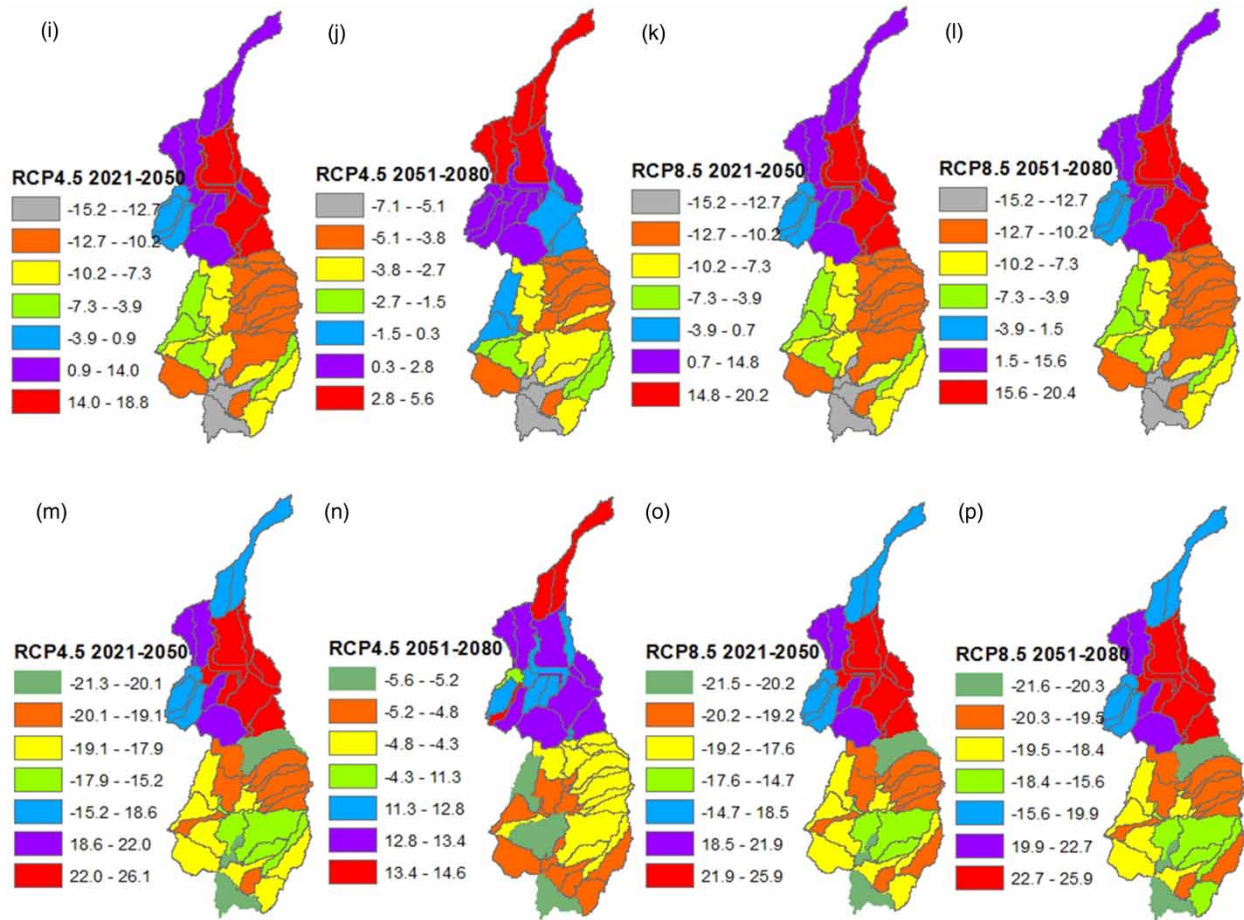 (i)
(j)
(k)
(l)
RCP4.5 2021-2050
-15.2 - -12.7
-12.7 - -10.2
-10.2 - -7.3
-7.3 - -3.9
-3.9 - 0.9
0.9 - 14.0
14.0 - 18.8
RCP4.5 2051-2080
-7.1 - -5.1
-5.1 - -3.8
-3.8 - -2.7
-2.7 - -1.5
-1.5 - 0.3
0.3 - 2.8
2.8 - 5.6
RCP8.5 2021-2050
-15.2 - -12.7
-12.7 - -10.2
-10.2 - -7.3
-7.3 - -3.9
-3.9 - 0.7
0.7 - 14.8
14.8 - 20.2
RCP8.5 2051-2080
-15.2 - -12.7
-12.7 - -10.2
-10.2 - -7.3
-7.3 - -3.9
-3.9 - 1.5
1.5 - 15.6
15.6 - 20.4
(m)
(n)
(o)
(p)
RCP4.5 2021-2050
-21.3 - -20.1
-20.1 - -19.1
-19.1 - -17.9
-17.9 - -15.2
-15.2 - 18.6
18.6 - 22.0
22.0 - 26.1
RCP4.5 2051-2080
-5.6 - -5.2
-5.2 - -4.8
-4.8 - -4.3
-4.3 - 11.3
11.3 - 12.8
12.8 - 13.4
13.4 - 14.6
RCP8.5 2021-2050
-21.5 - -20.2
-20.2 - -19.2
-19.2 - -17.6
-17.6 - -14.7
-14.7 - 18.5
18.5 - 21.9
21.9 - 25.9
RCP8.5 2051-2080
-21.6 - -20.3
-20.3 - -19.5
-19.5 - -18.4
-18.4 - -15.6
-15.6 - 19.9
19.9 - 22.7
22.7 - 25.9